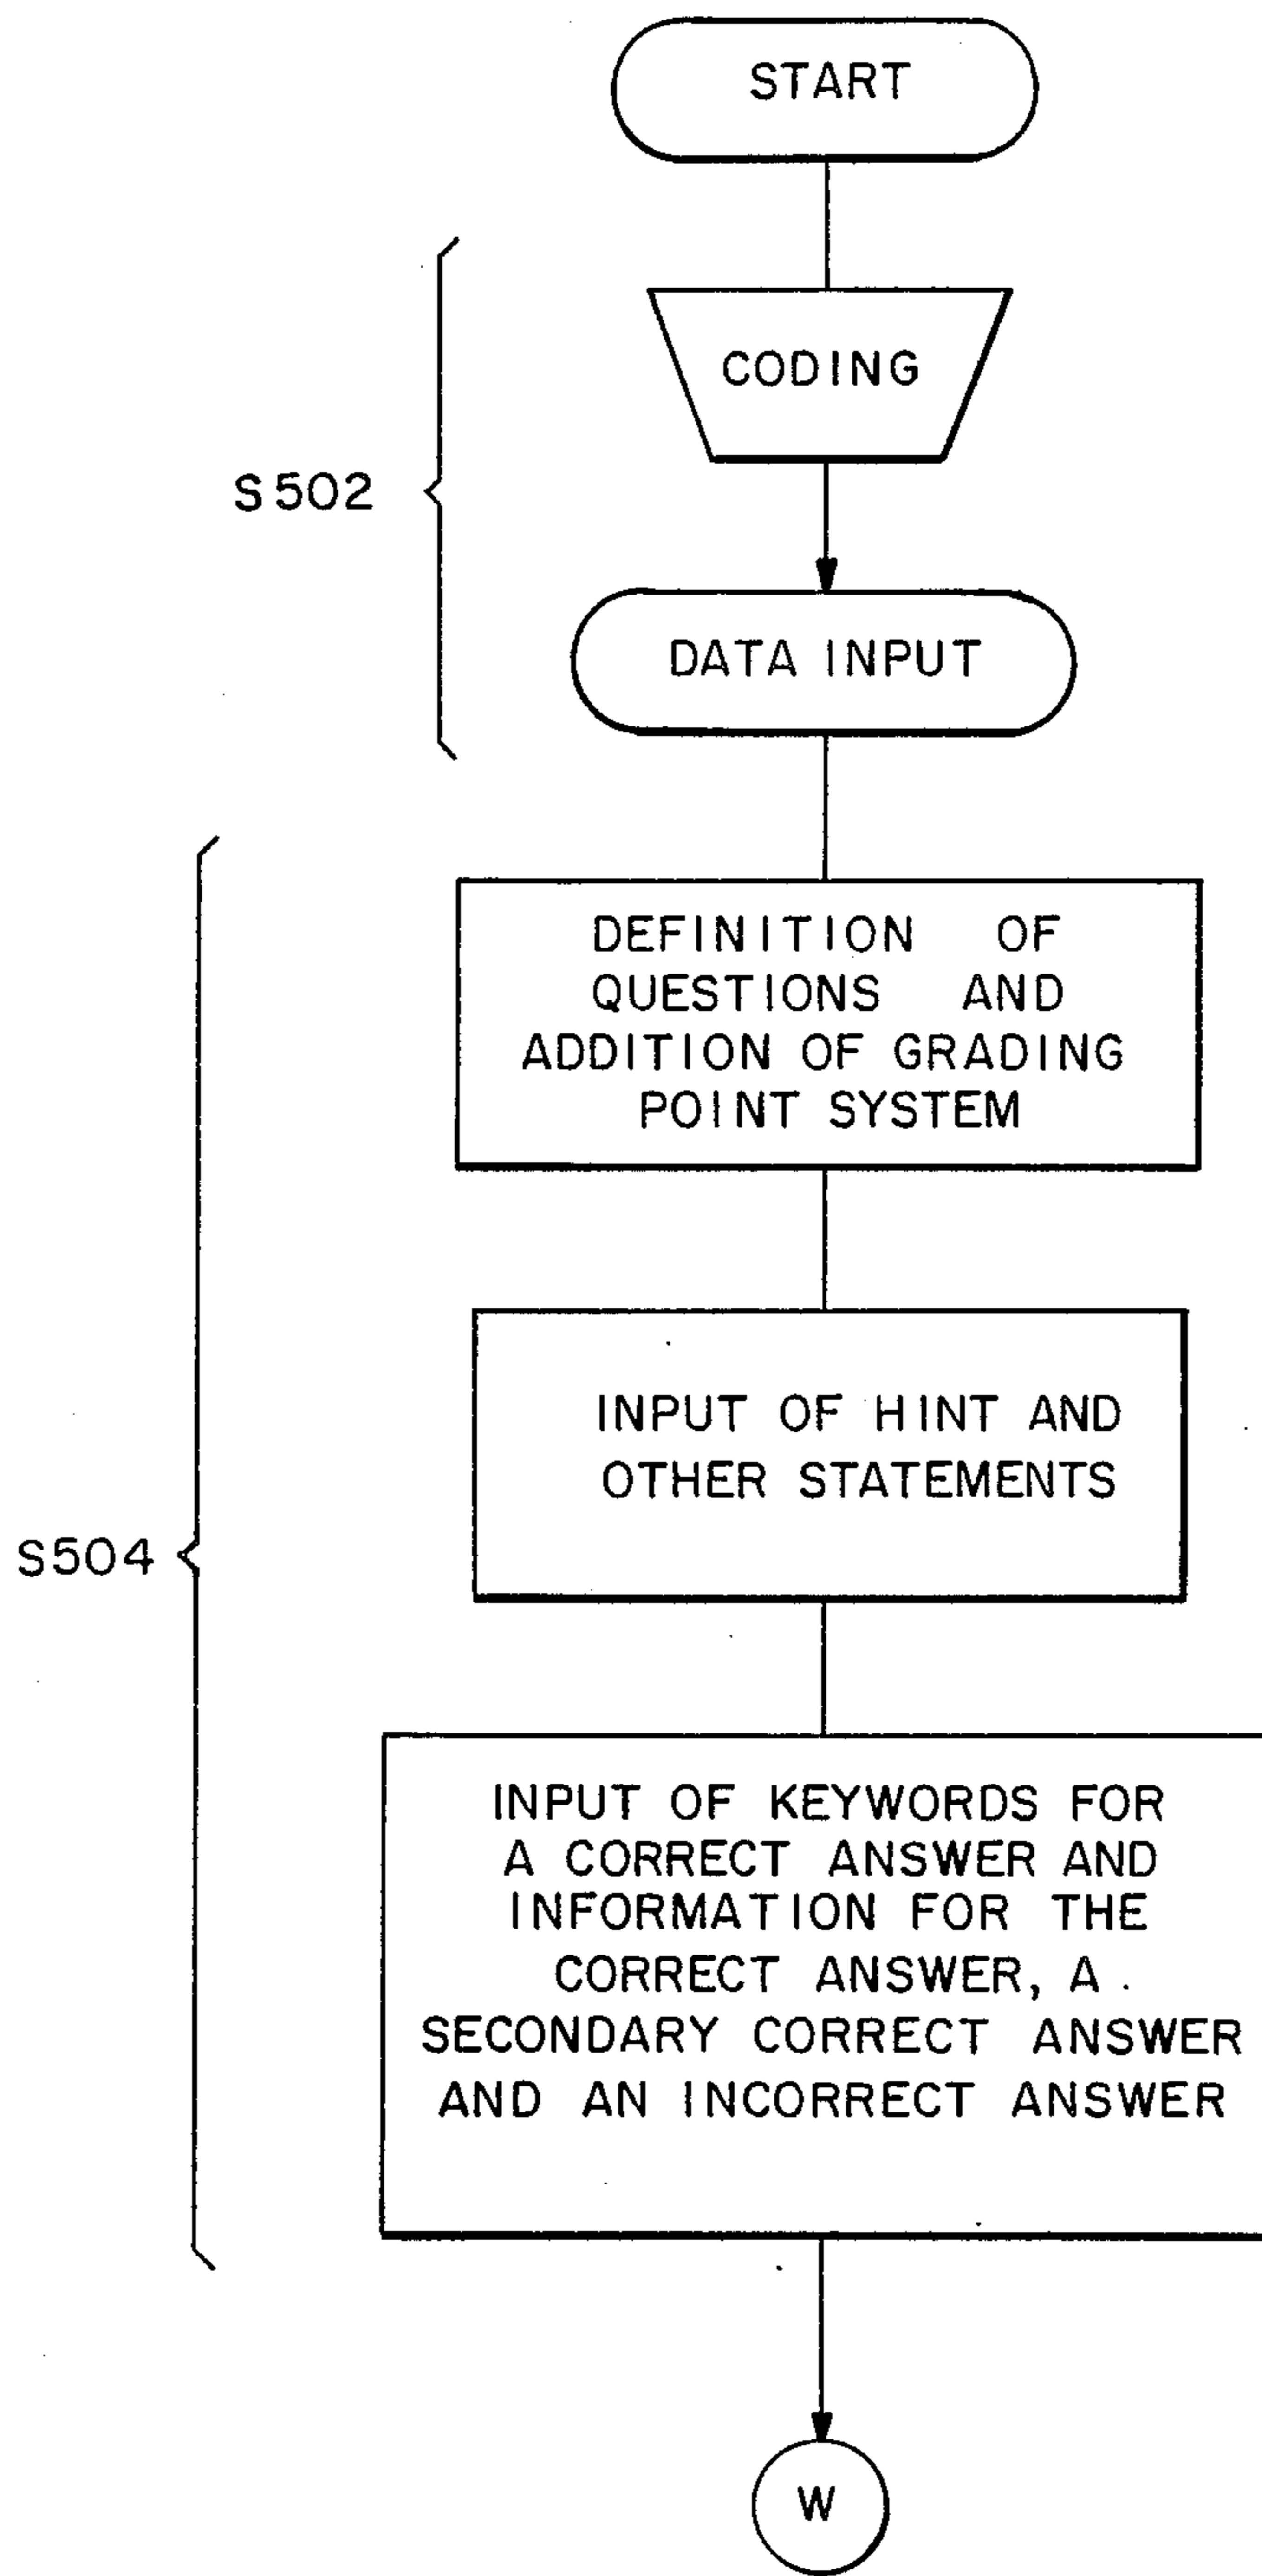 START
CODING
S502
DATA INPUT
DEFINITION OF
QUESTIONS AND
ADDITION OF GRADING
POINT SYSTEM
INPUT OF HINT AND
OTHER STATEMENTS
S504
INPUT OF KEYWORDS FOR
A CORRECT ANSWER AND
INFORMATION FOR THE
CORRECT ANSWER, A
SECONDARY CORRECT ANSWER
AND AN INCORRECT ANSWER
W